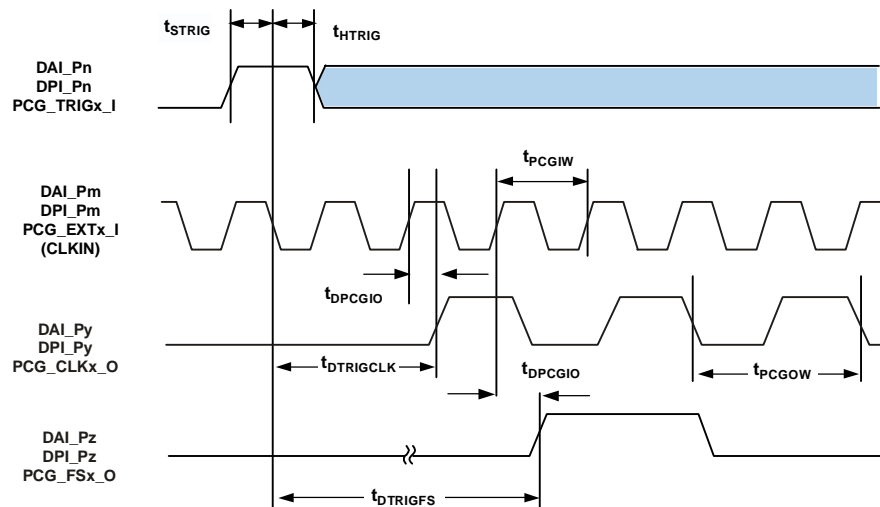 tSTRIG
tHTRIG
DAI_Pn
DPI_Pn
PCG_TRIGx_I
tPCGIW
DAI_Pm
DPI_Pm
PCG_EXTx_I
(CLKIN)
tDPCGIO
DAI_Py
DPI_Py
PCG_CLKx_O
tDTRIGCLK
tDPCGIO
tPCGOW
DAI_Pz
DPI_Pz
PCG_FSx_O
tDTRIGFS